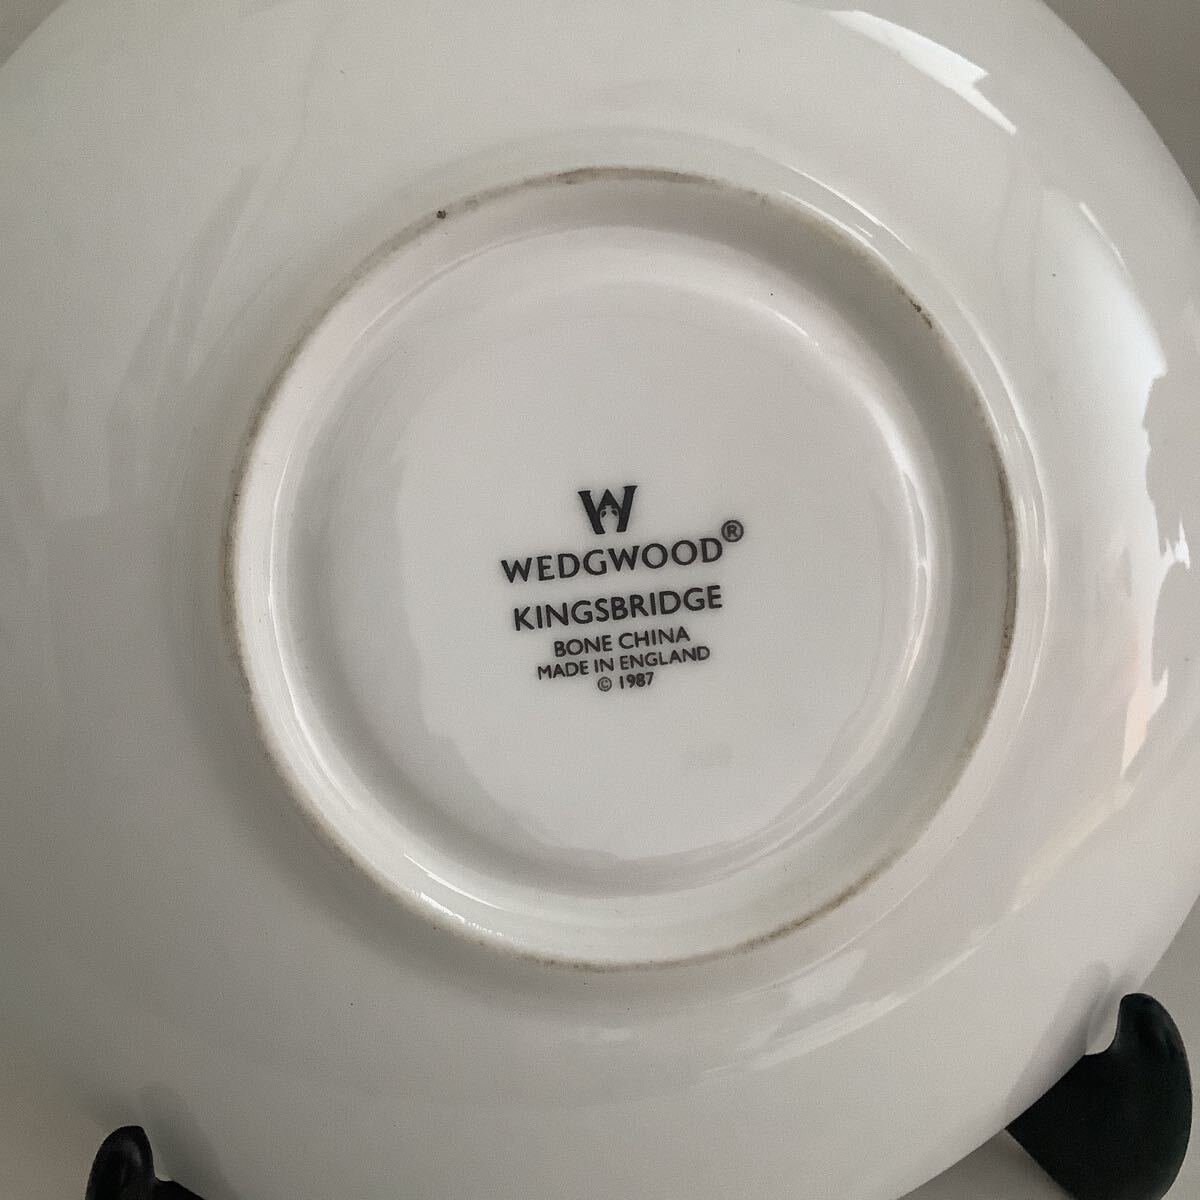 W
WEDGWOOD®
KINGSBRIDGE
BONE CHINA
MADE IN ENGLAND
© 1987